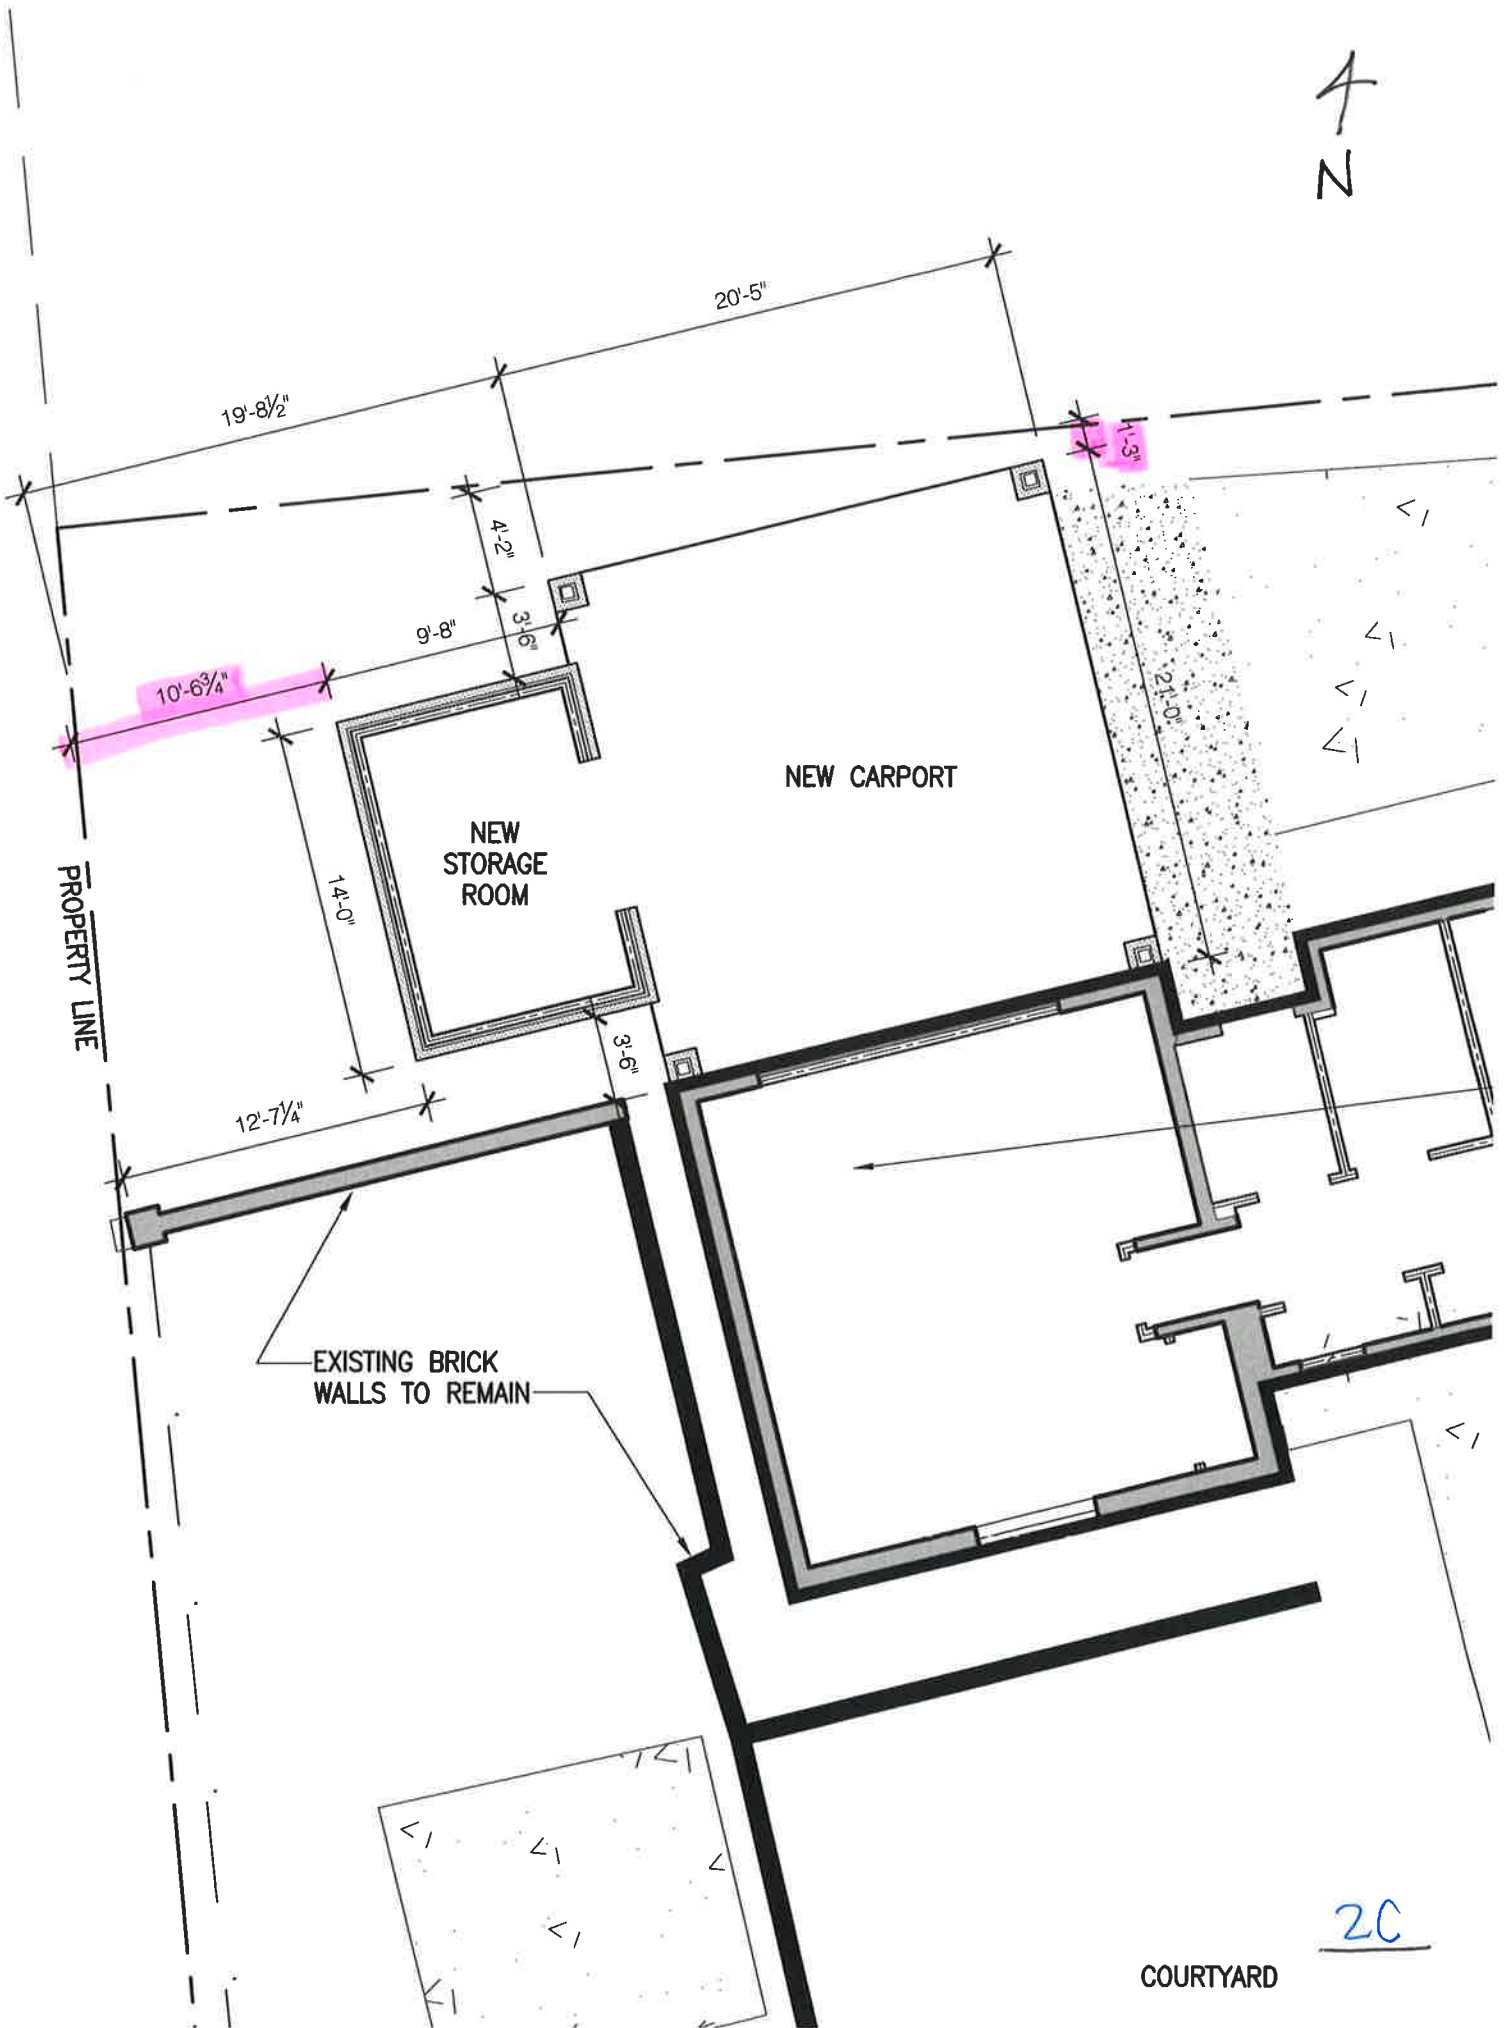 N
20'-5"
19'-8½"
1'-3"
4'-2"
3'-6"
9'-8"
10'-6¾"
21'-0"
NEW CARPORT
NEW
STORAGE
ROOM
14'-0"
PROPERTY LINE
3'-6"
12'-7¼"
EXISTING BRICK
WALLS TO REMAIN
2C
COURTYARD